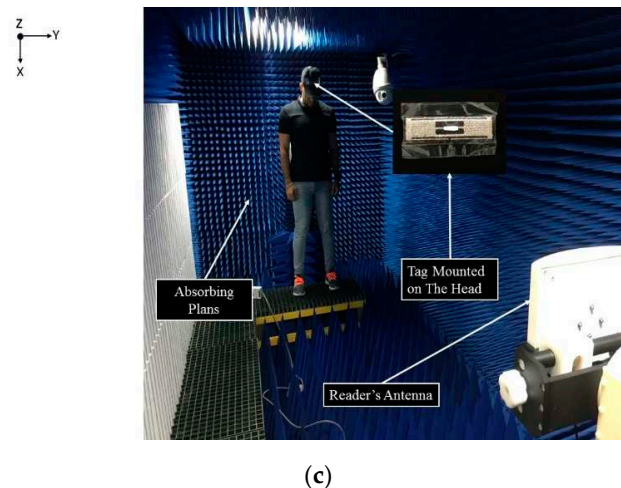 Z
Y
X
Tag Mounted
on The Head
Absorbing
Plans
Reader's Antenna
(c)